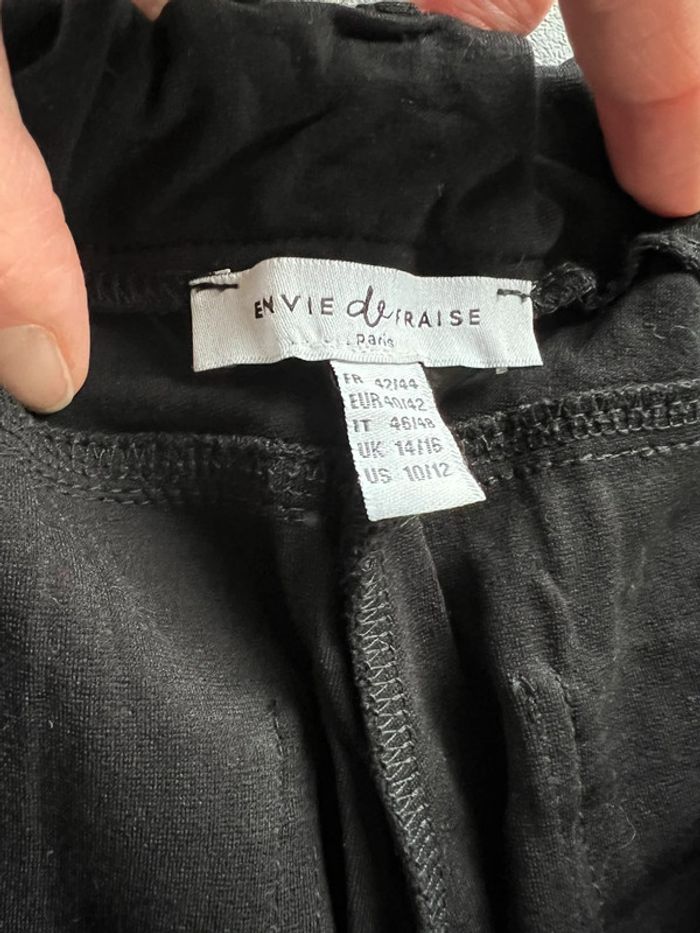 ENVIE de FRAISE
Paris
FR 42/44
EUR 40/42
IT 46/48
UK 14/16
US 10/12